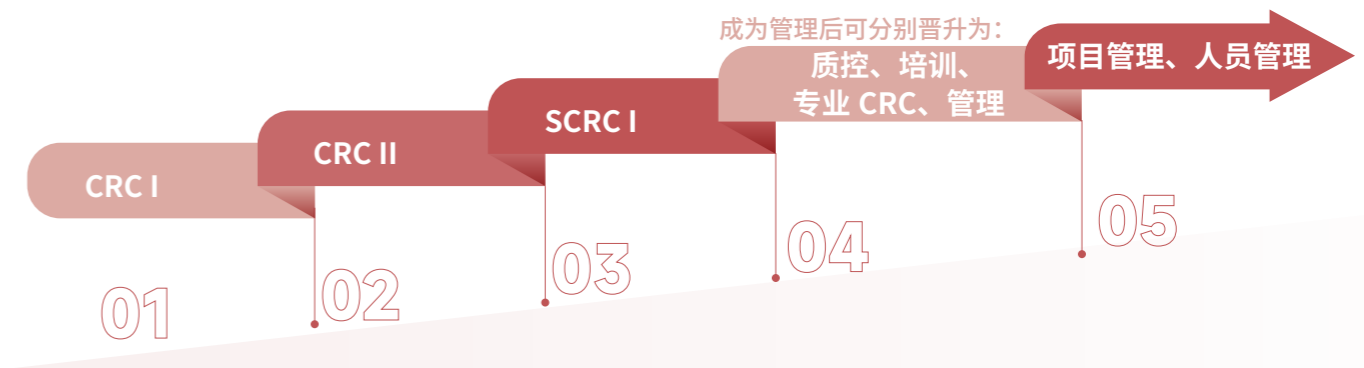 成为管理后可分别晋升为：
CRC I
CRC II
SCRC I
质控、培训、
专业 CRC、管理
项目管理、人员管理
01
02
03
04
05